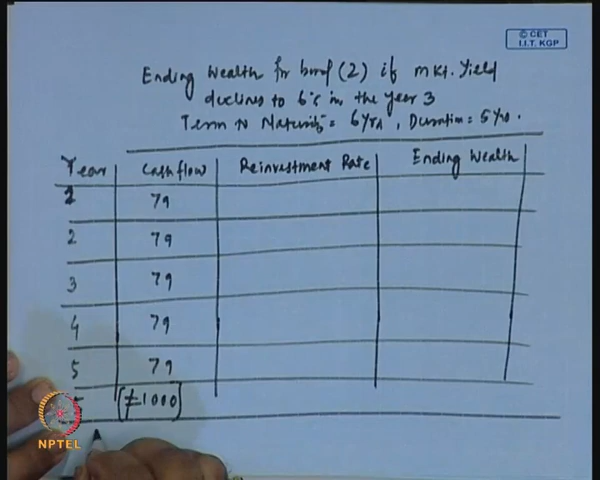 © CET
I.I.T. KGP
Ending Wealth for bond (2) if mkt. yield
declines to 6% in the year 3
Term to Maturity = 6 yrs, Duration = 5 yrs.
Year Cash flow Reinvestment Rate Ending Wealth
1 79
2 79
3 79
4 79
5 79
[≠1000]
NPTEL